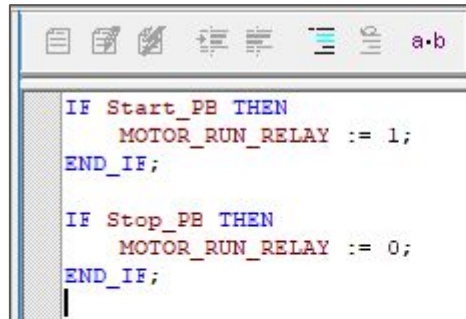 a•b
IF Start_PB THEN
MOTOR_RUN_RELAY := 1;
END_IF;
IF Stop_PB THEN
MOTOR_RUN_RELAY := 0;
END_IF;